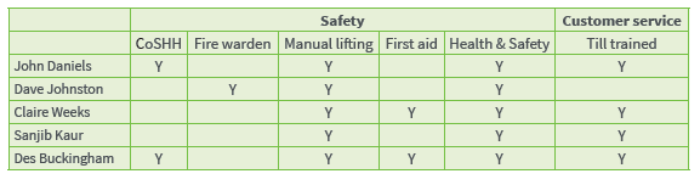 Safety Customer service
CoSHH Fire warden Manual lifting First aid Health & Safety Till trained
John Daniels Y Y Y Y
Dave Johnston Y Y Y
Claire Weeks Y Y Y Y
Sanjib Kaur Y Y Y
Des Buckingham Y Y Y Y Y